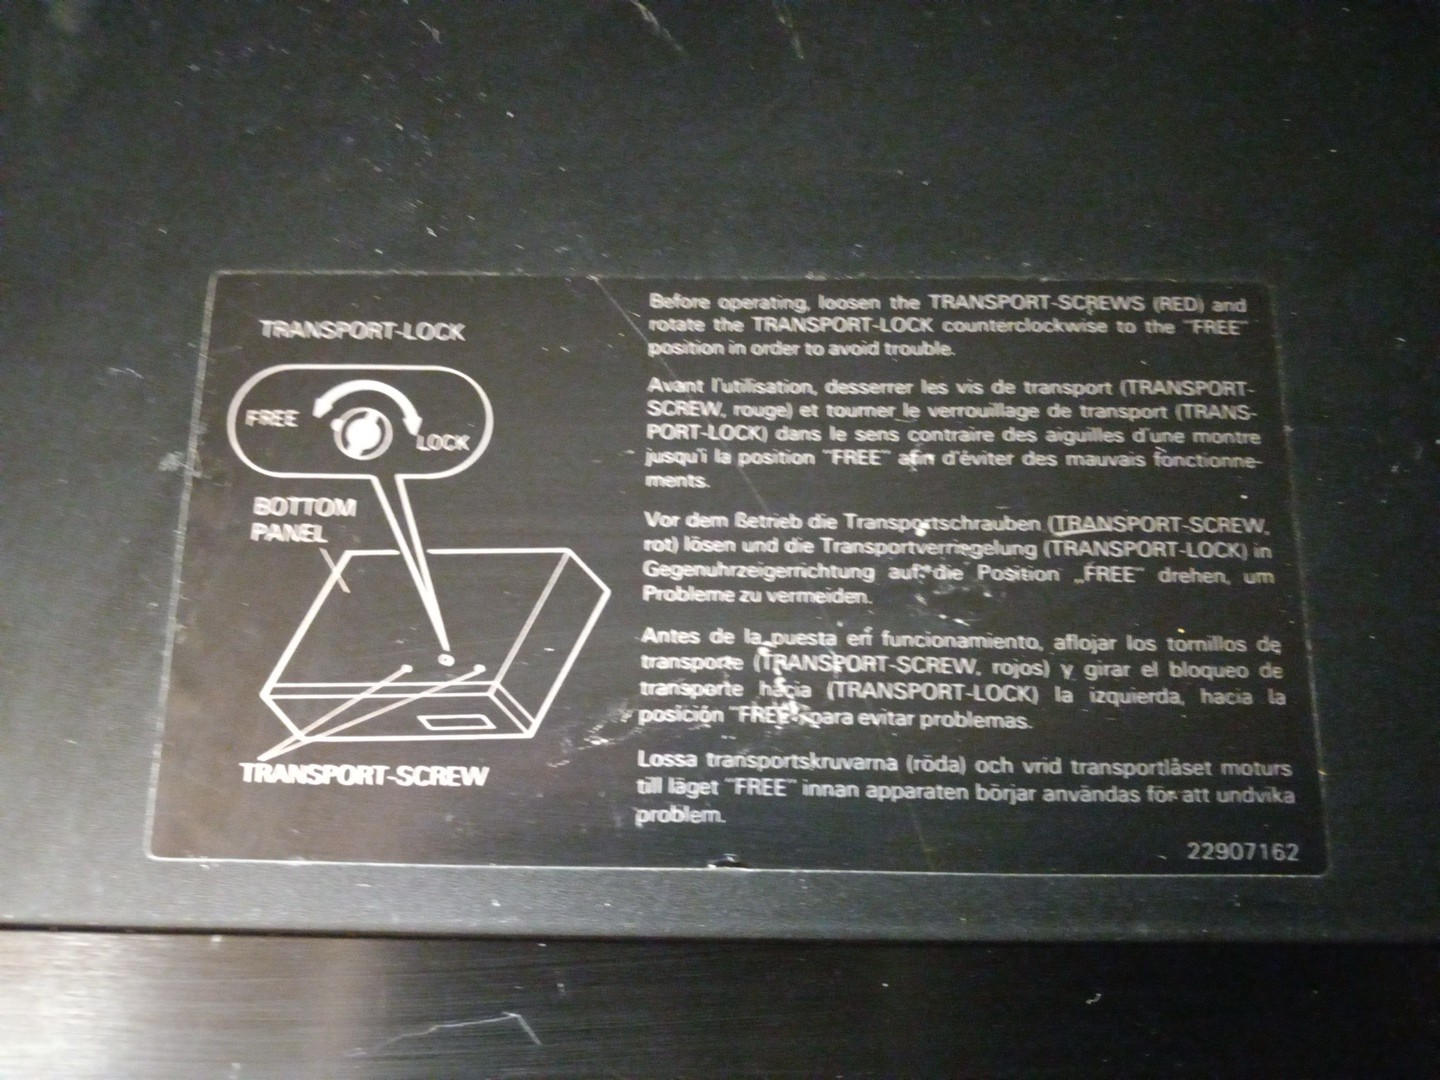 TRANSPORT-LOCK
FREE
LOCK
BOTTOM
PANEL
TRANSPORT-SCREW
Before operating, loosen the TRANSPORT-SCREWS (RED) and
rotate the TRANSPORT-LOCK counterclockwise to the "FREE"
position in order to avoid trouble.
Avant l'utilisation, desserrer les vis de transport (TRANSPORT-
SCREW, rouge) et tourner le verrouillage de transport (TRANS-
PORT-LOCK) dans le sens contraire des aiguilles d'une montre
jusqu'i la position "FREE" afin d'éviter des mauvais fonctionne-
ments.
Vor dem Betrieb die Transportschrauben (TRANSPORT-SCREW,
rot) lösen und die Transportverriegelung (TRANSPORT-LOCK) in
Gegenuhrzeigerrichtung auf die Position „FREE" drehen, um
Probleme zu vermeiden.
Antes de la puesta en funcionamiento, aflojar los tornillos de
transporte (TRANSPORT-SCREW, rojos) y girar el bloqueo de
transporte hacia (TRANSPORT-LOCK) la izquierda, hacia la
posición "FREE" para evitar problemas.
Lossa transportskruvarna (röda) och vrid transportlåset moturs
till läget "FREE" innan apparaten börjar användas för att undvika
problem.
22907162